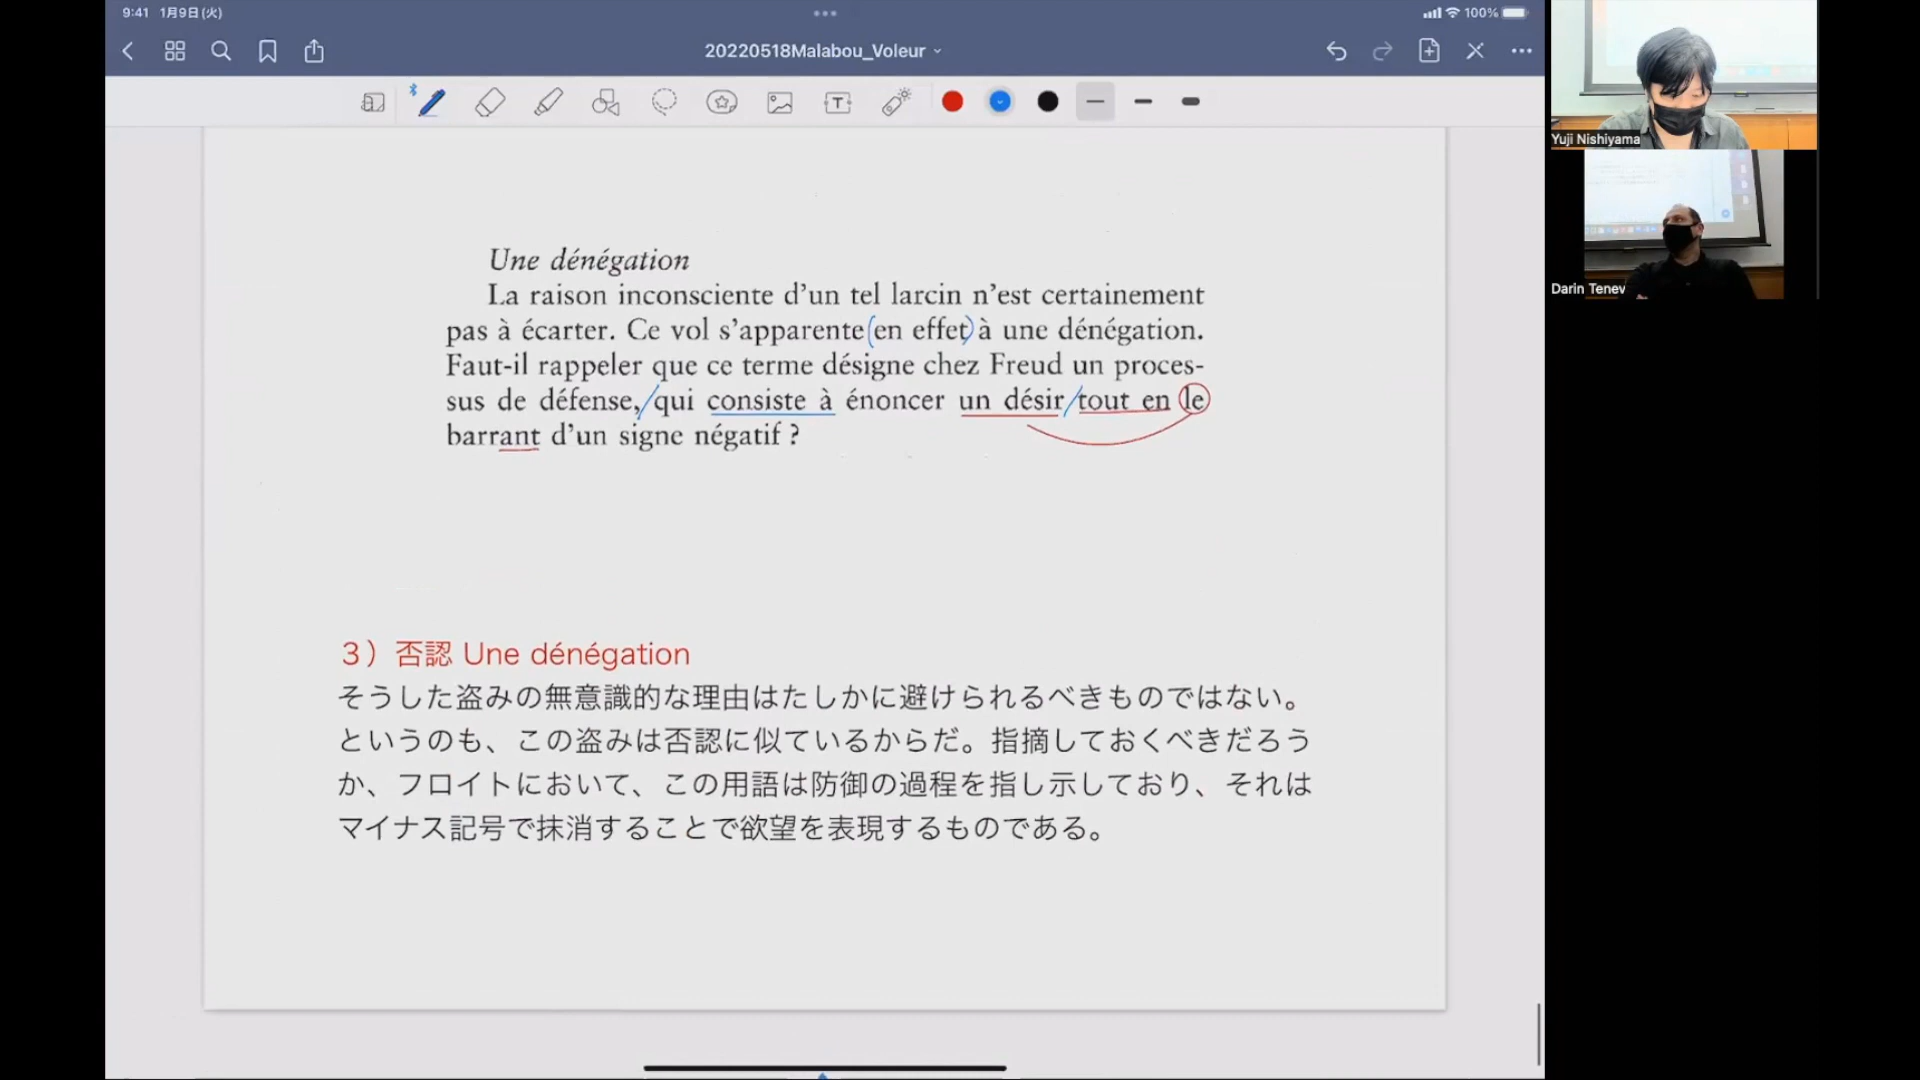 9:41 1月9日(火)
100%
20220518Malabou_Voleur
T
Une dénégation
La raison inconsciente d'un tel larcin n'est certainement
pas à écarter. Ce vol s'apparente (en effet) à une dénégation.
Faut-il rappeler que ce terme désigne chez Freud un proces-
sus de défense, qui consiste à énoncer un désir tout en le
barrant d'un signe négatif ?
3）否認 Une dénégation
そうした盗みの無意識的な理由はたしかに避けられるべきものではない。
というのも、この盗みは否認に似ているからだ。指摘しておくべきだろう
か、フロイトにおいて、この用語は防御の過程を指し示しており、それは
マイナス記号で抹消することで欲望を表現するものである。
Yuji Nishiyama
Darin Tenev